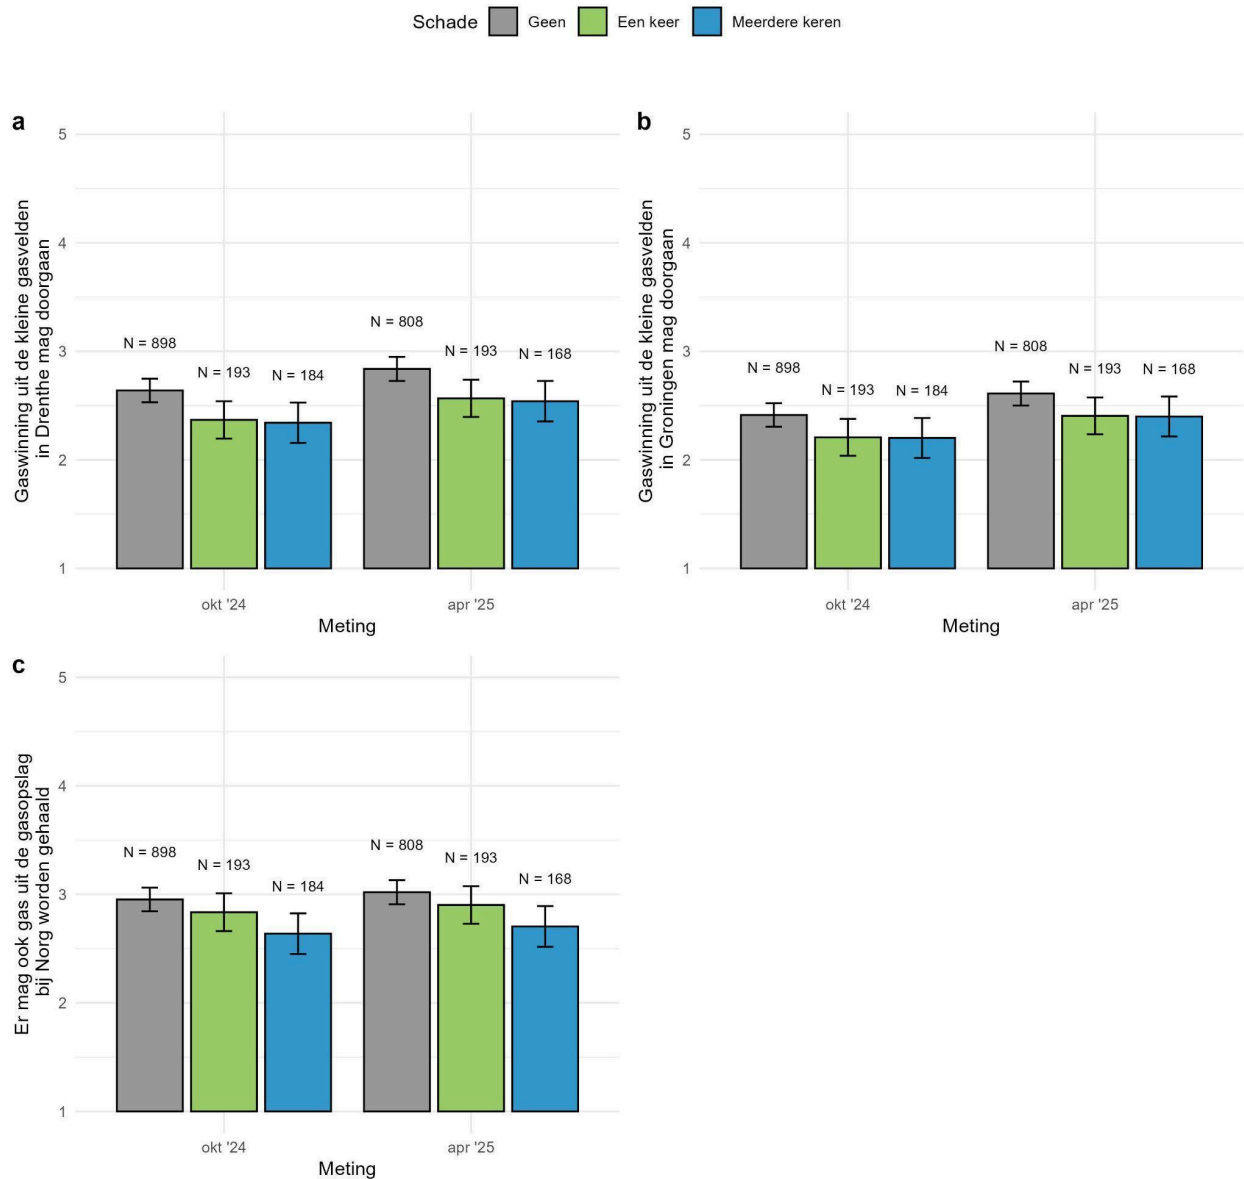 Schade Geen Een keer Meerdere keren
a
Gaswinning uit de kleine gasvelden
in Drenthe mag doorgaan
5
4
3
2
1
N = 898
N = 193
N = 184
N = 808
N = 193
N = 168
okt '24
apr '25
Meting
b
Gaswinning uit de kleine gasvelden
in Groningen mag doorgaan
5
4
3
2
1
N = 898
N = 193
N = 184
N = 808
N = 193
N = 168
okt '24
apr '25
Meting
c
Er mag ook gas uit de gasopslag
bij Norg worden gehaald
5
4
3
2
1
N = 898
N = 193
N = 184
N = 808
N = 193
N = 168
okt '24
apr '25
Meting